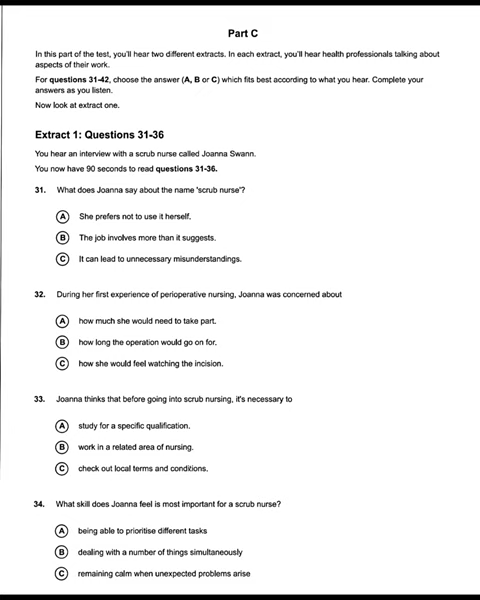 Part C
In this part of the test, you'll hear two different extracts. In each extract, you'll hear health professionals talking about
aspects of their work.
For questions 31-42, choose the answer (A, B or C) which fits best according to what you hear. Complete your
answers as you listen.
Now look at extract one.
Extract 1: Questions 31-36
You hear an interview with a scrub nurse called Joanna Swann.
You now have 90 seconds to read questions 31-36.
31. What does Joanna say about the name 'scrub nurse'?
A She prefers not to use it herself.
B The job involves more than it suggests.
C It can lead to unnecessary misunderstandings.
32. During her first experience of perioperative nursing, Joanna was concerned about
A how much she would need to take part.
B how long the operation would go on for.
C how she would feel watching the incision.
33. Joanna thinks that before going into scrub nursing, it's necessary to
A study for a specific qualification.
B work in a related area of nursing.
C check out local terms and conditions.
34. What skill does Joanna feel is most important for a scrub nurse?
A being able to prioritise different tasks
B dealing with a number of things simultaneously
C remaining calm when unexpected problems arise